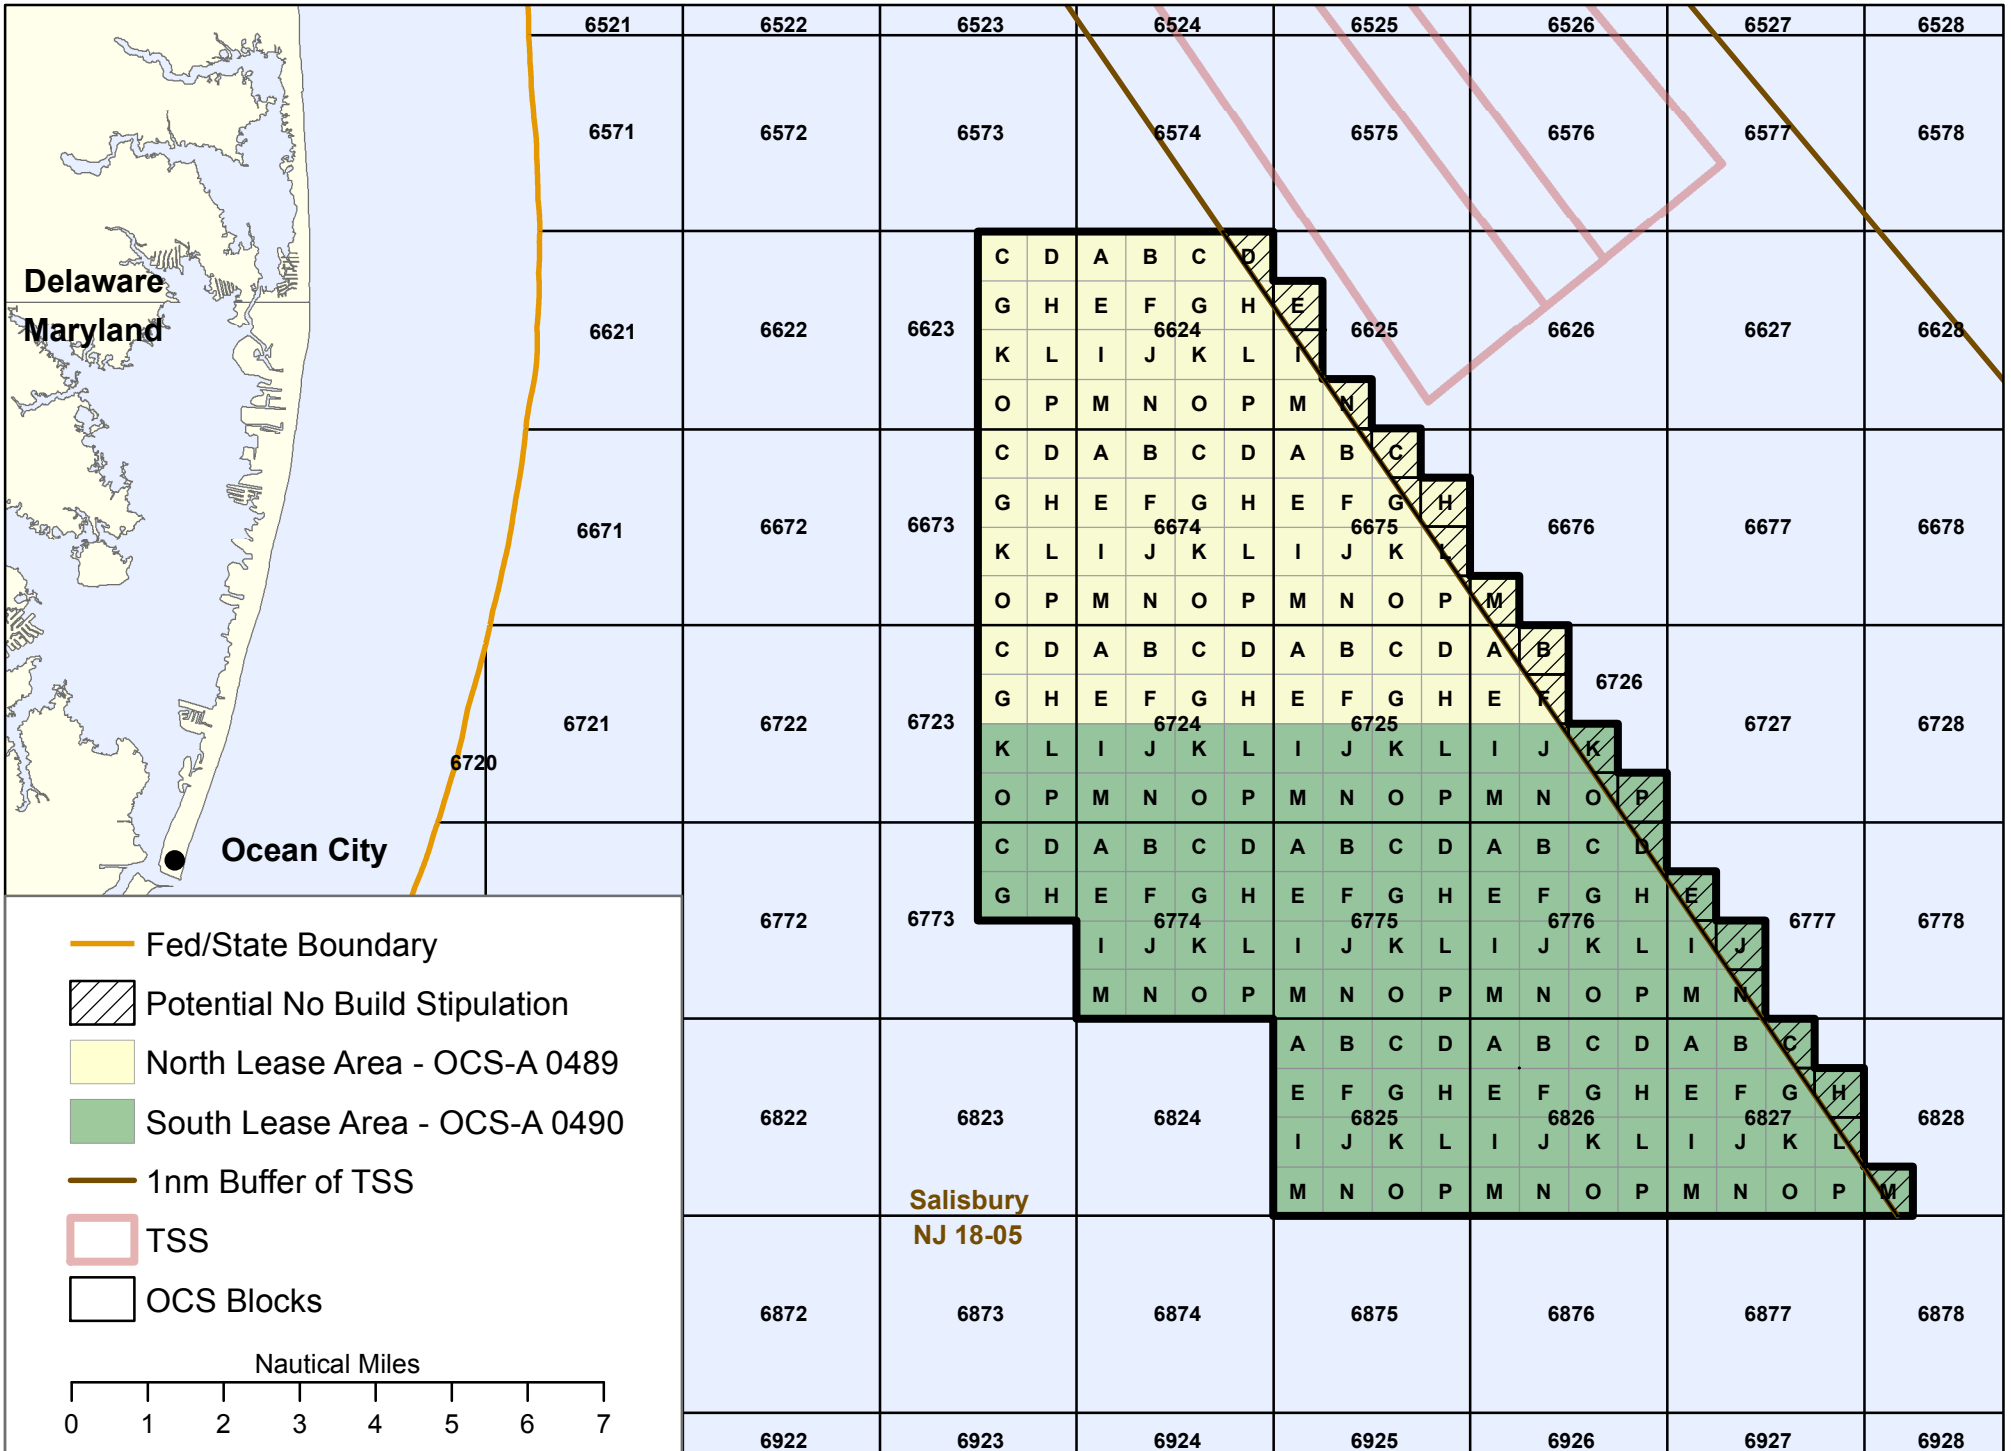 6521 6522 6523 6524 6525 6526 6527 6528
6571 6572 6573 6574 6575 6576 6577 6578
C D A B C D
Delaware
G H E F G H E
Maryland
6621 6622 6623 6624 6625 6626 6627 6628
K L I J K L I
O P M N O P M N
C D A B C D A B C
G H E F G H E F G H
6671 6672 6673 6674 6675 6676 6677 6678
K L I J K L I J K L
O P M N O P M N O P M
C D A B C D A B C D A B
6726
G H E F G H E F G H E F
6721 6722 6723 6724 6725 6727 6728
K L I J K L I J K L I J K
6720
O P M N O P M N O P M N O P
C D A B C D A B C D A B C D
Ocean City
G H E F G H E F G H E F G H E
6772 6773 6774 6775 6776 6777 6778
I J K L I J K L I J K L I J
M N O P M N O P M N O P M N
A B C D A B C D A B C
E F G H E F G H E F G H
6822 6823 6824 6825 6826 6827 6828
I J K L I J K L I J K L
M N O P M N O P M N O P M
Salisbury
NJ 18-05
6872 6873 6874 6875 6876 6877 6878
6922 6923 6924 6925 6926 6927 6928
Fed/State Boundary
Potential No Build Stipulation
North Lease Area - OCS-A 0489
South Lease Area - OCS-A 0490
1nm Buffer of TSS
TSS
OCS Blocks
Nautical Miles
0 1 2 3 4 5 6 7